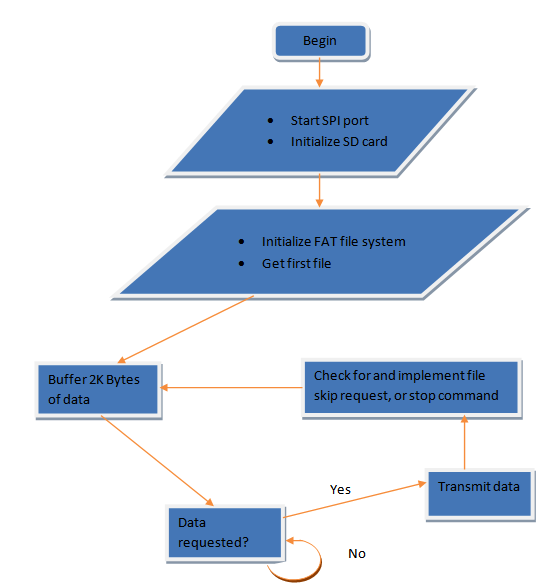 Begin
• Start SPI port
• Initialize SD card
• Initialize FAT file system
• Get first file
Buffer 2K Bytes
of data
Check for and implement file
skip request, or stop command
Yes
Transmit data
Data
requested?
No